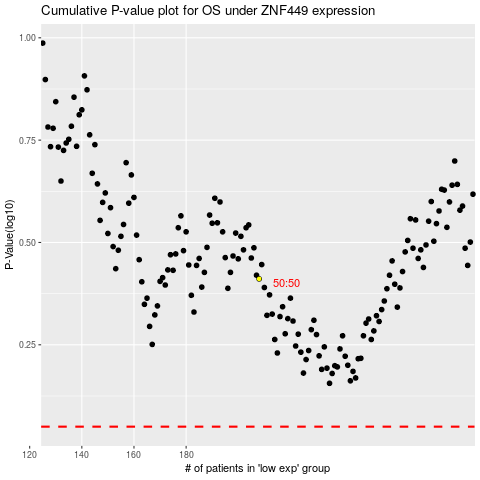 Cumulative P-value plot for OS under ZNF449 expression
P-Value(log10)
1.00
0.75
0.50
0.25
50:50
120 140 160 180
# of patients in 'low exp' group